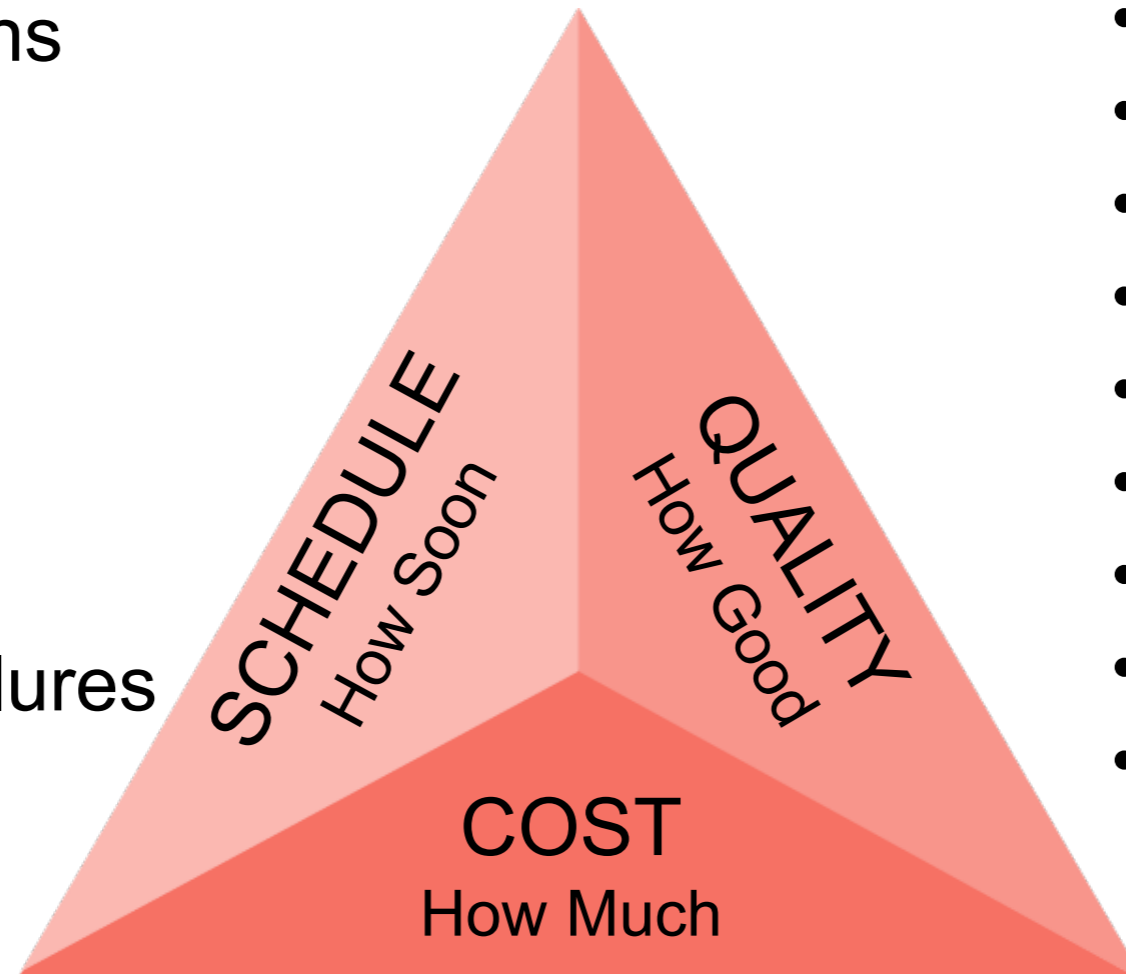 ns
lures
SCHEDULE
How Soon
QUALITY
How Good
COST
How Much
•
•
•
•
•
•
•
•
•